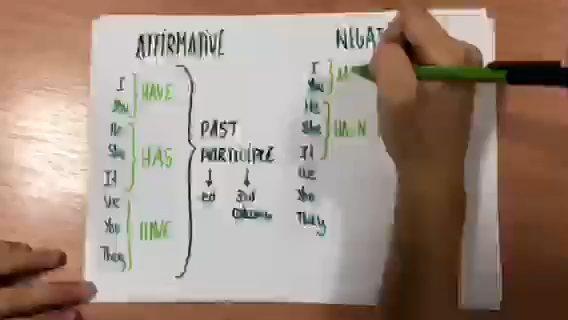 AFFIRMATIVE
I
You
HAVE
He
She
It
HAS
We
You
They
HAVE
PAST
PARTICIPLE
ed
3rd
column
I
You
He
She
It
We
You
They